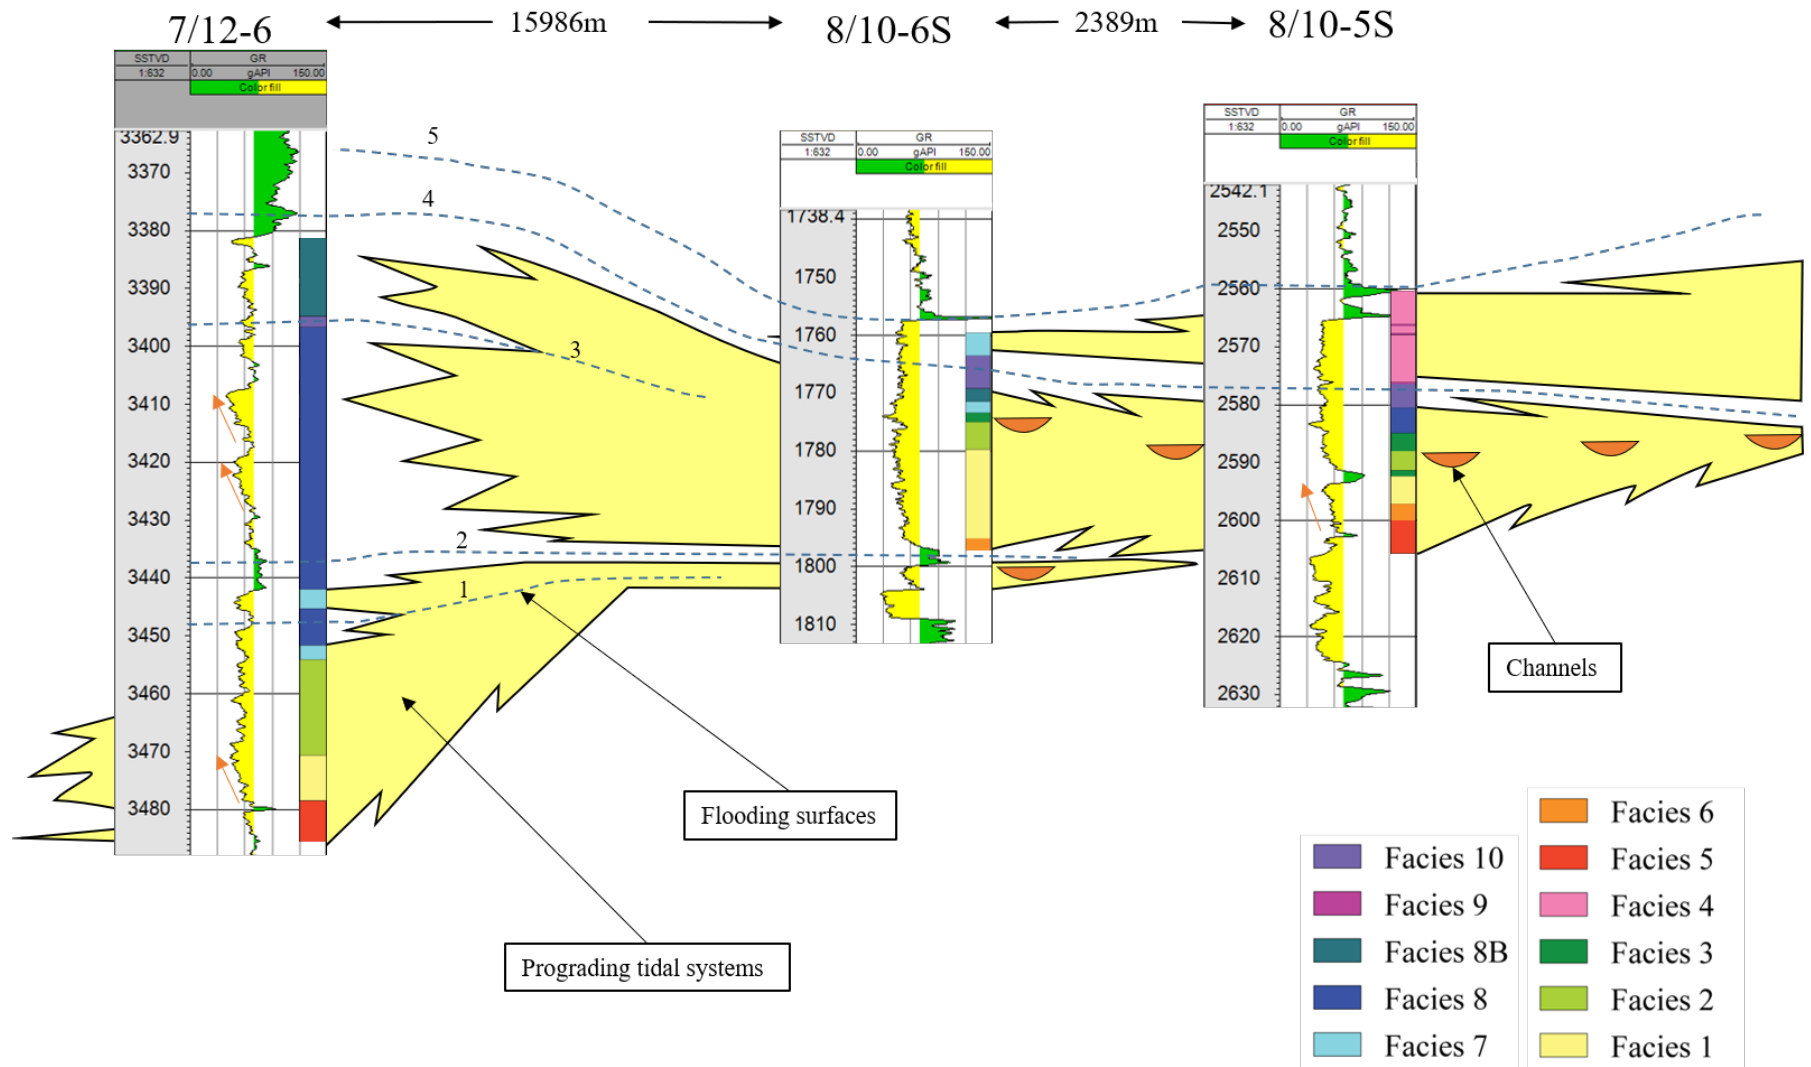 15986m
2389m
7/12-6
8/10-6S
8/10-5S
SSTVD GR
1:632 0.00 gAPI 150.00
Color fill
3362.9
3370
3380
3390
3400
3410
3420
3430
3440
3450
3460
3470
3480
5
4
3
2
1
SSTVD GR
1:632 0.00 gAPI 150.00
Color fill
1738.4
1750
1760
1770
1780
1790
1800
1810
SSTVD GR
1:632 0.00 gAPI 150.00
Color fill
2542.1
2550
2560
2570
2580
2590
2600
2610
2620
2630
Channels
Flooding surfaces
Prograding tidal systems
Facies 10
Facies 9
Facies 8B
Facies 8
Facies 7
Facies 6
Facies 5
Facies 4
Facies 3
Facies 2
Facies 1